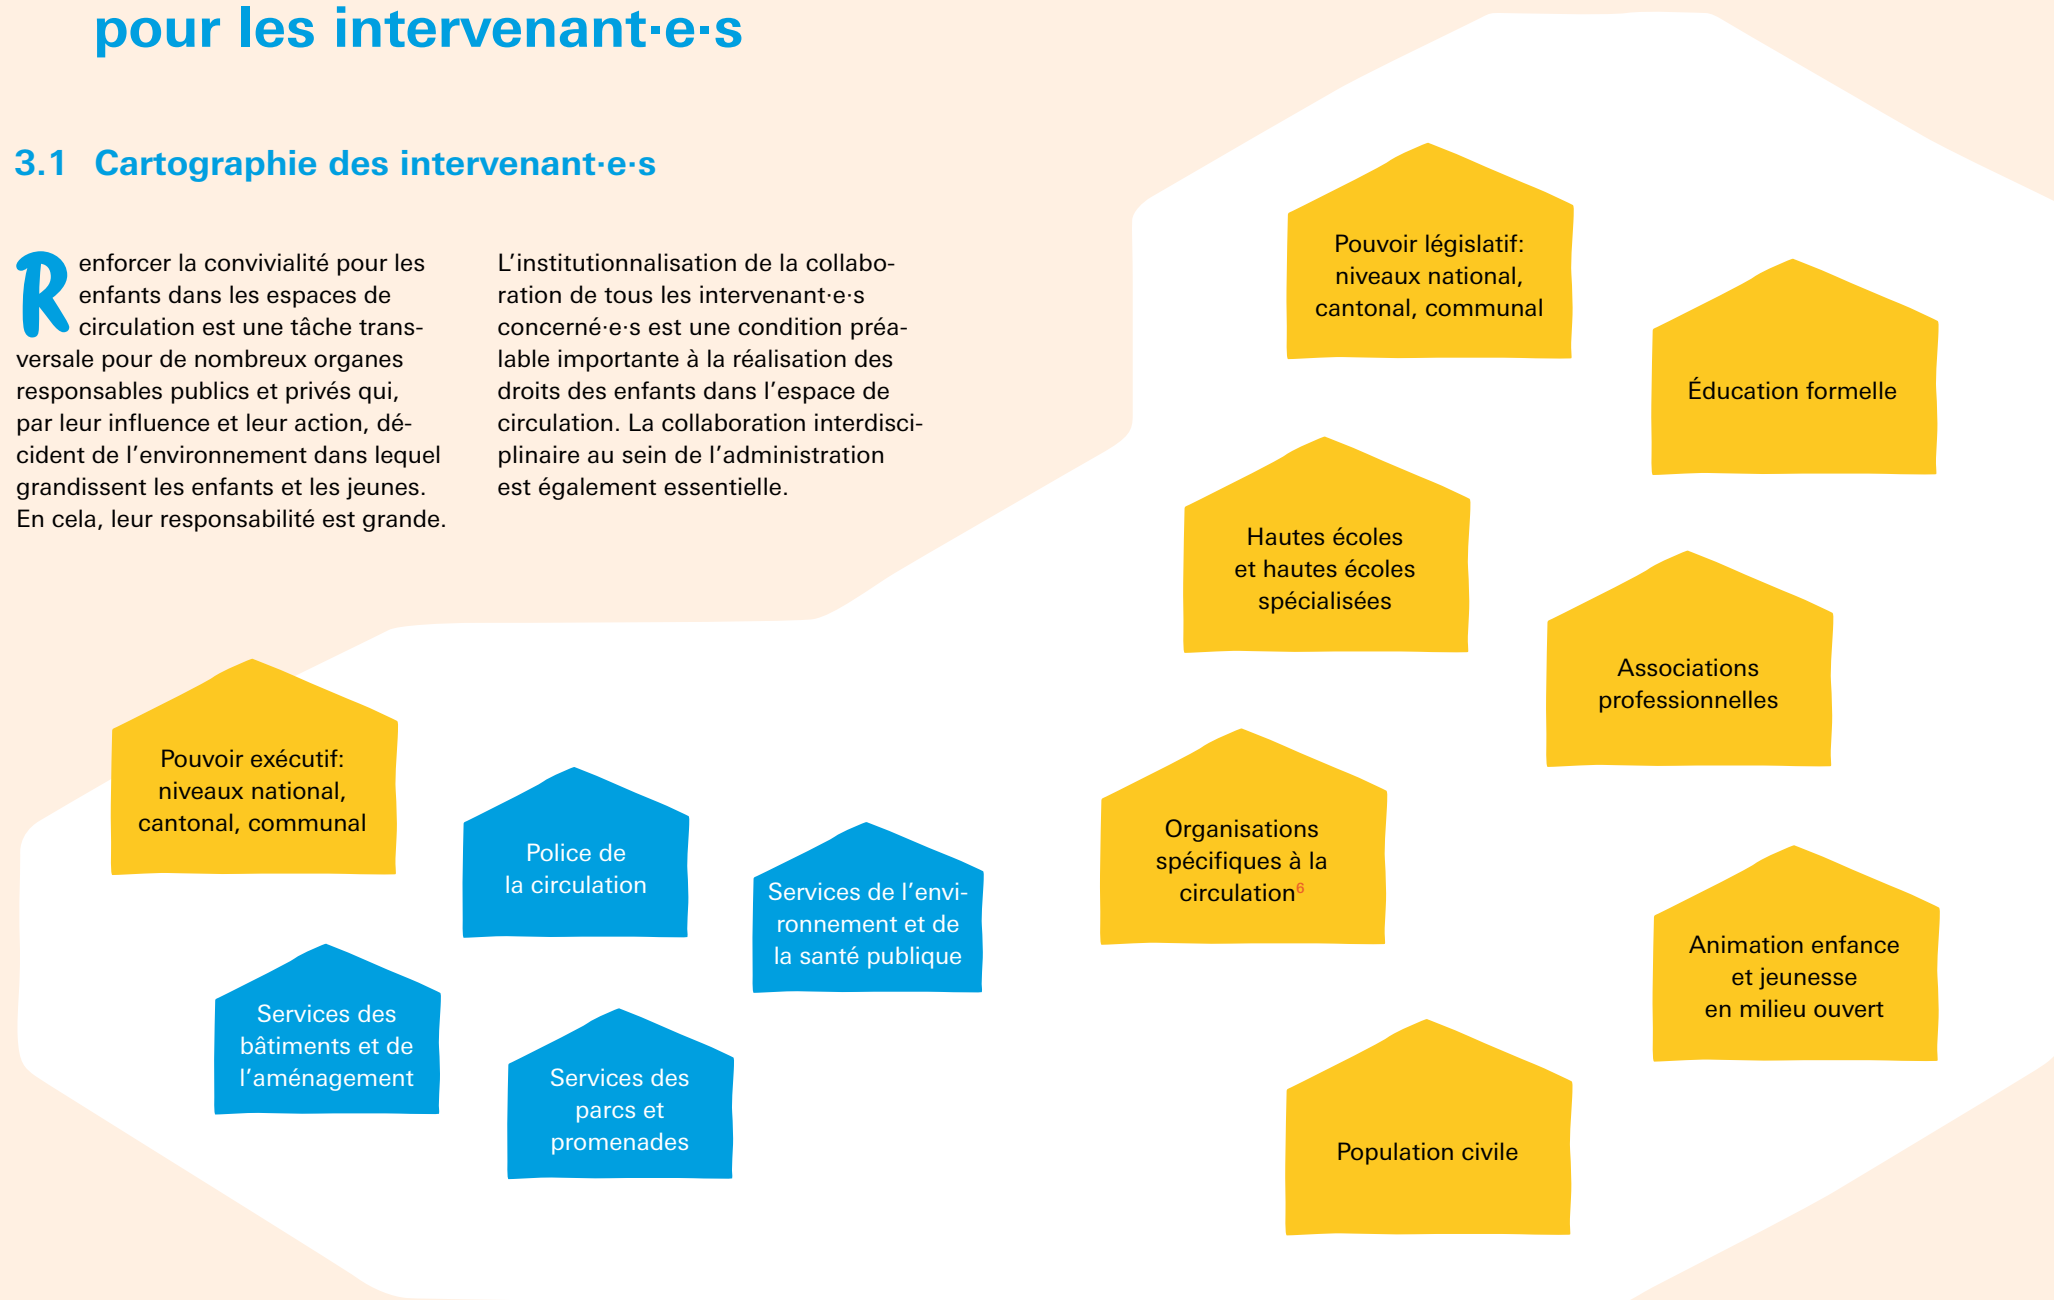 pour les intervenant·e·s
3.1 Cartographie des intervenant·e·s
Renforcer la convivialité pour les
enfants dans les espaces de
circulation est une tâche trans-
versale pour de nombreux organes
responsables publics et privés qui,
par leur influence et leur action, dé-
cident de l’environnement dans lequel
grandissent les enfants et les jeunes.
En cela, leur responsabilité est grande.
L’institutionnalisation de la collabo-
ration de tous les intervenant·e·s
concerné·e·s est une condition préa-
lable importante à la réalisation des
droits des enfants dans l’espace de
circulation. La collaboration interdisci-
plinaire au sein de l’administration
est également essentielle.
Pouvoir exécutif:
niveaux national,
cantonal, communal
Police de
la circulation
Services de l’envi-
ronnement et de
la santé publique
Services des
bâtiments et de
l’aménagement
Services des
parcs et
promenades
Pouvoir législatif:
niveaux national,
cantonal, communal
Éducation formelle
Hautes écoles
et hautes écoles
spécialisées
Associations
professionnelles
Organisations
spécifiques à la
circulation6
Animation enfance
et jeunesse
en milieu ouvert
Population civile